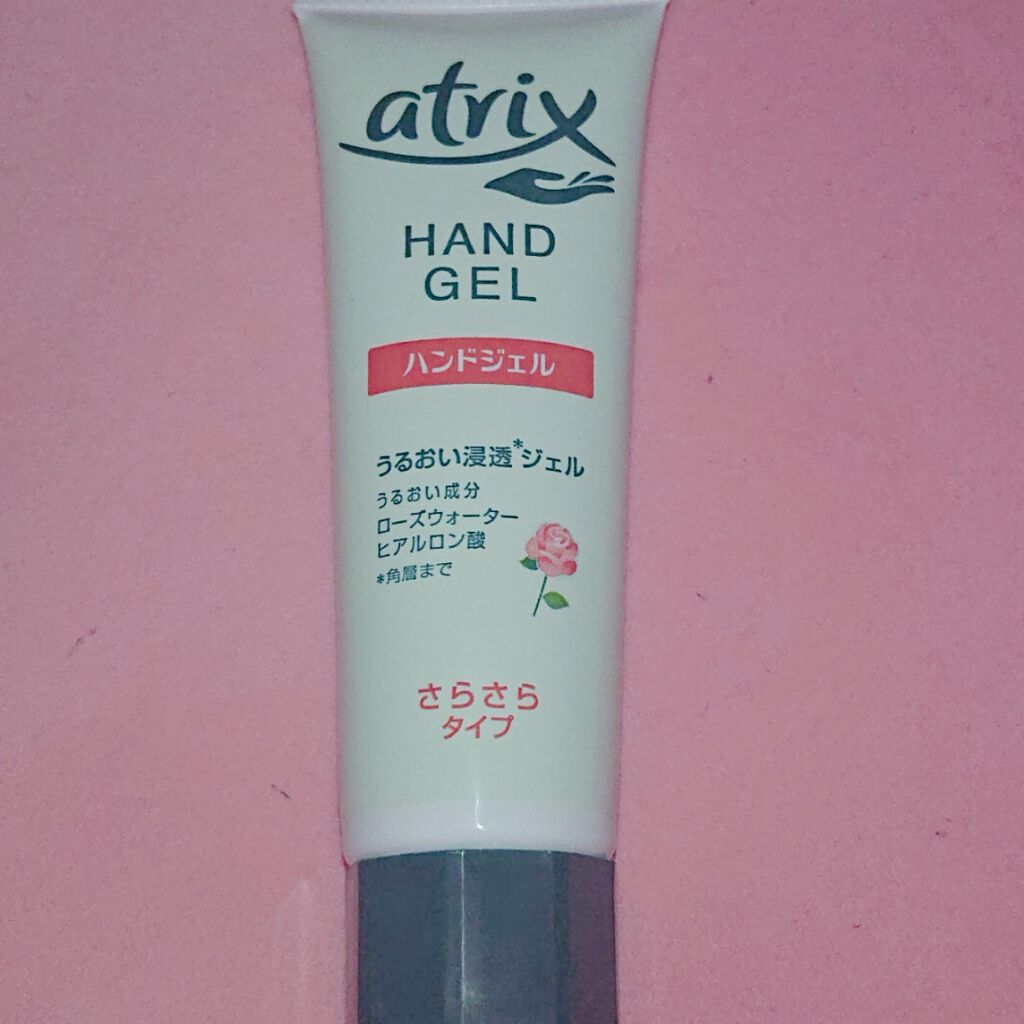 atrix
HAND
GEL
ハンドジェル
うるおい浸透*ジェル
うるおい成分
ローズウォーター
ヒアルロン酸
*角層まで
さらさら
タイプ